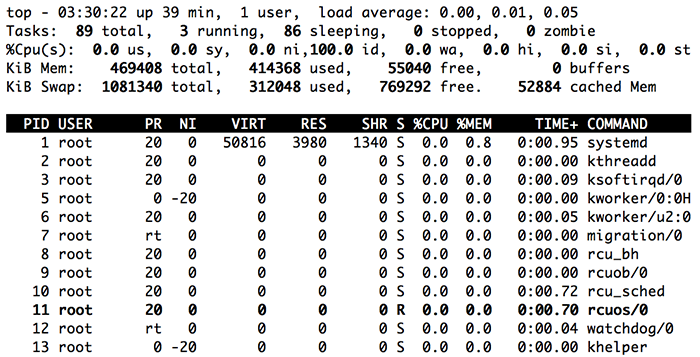 top - 03:30:22 up 39 min,  1 user,  load average: 0.00, 0.01, 0.05
Tasks:  89 total,   3 running,  86 sleeping,   0 stopped,   0 zombie
%Cpu(s):  0.0 us,  0.0 sy,  0.0 ni,100.0 id,  0.0 wa,  0.0 hi,  0.0 si,  0.0 st
KiB Mem:    469408 total,   414368 used,    55040 free,        0 buffers
KiB Swap:  1081340 total,   312048 used,   769292 free.    52884 cached Mem
  PID USER      PR  NI    VIRT    RES    SHR S %CPU %MEM     TIME+ COMMAND
    1 root      20   0   50816   3980   1340 S  0.0  0.8   0:00.95 systemd
    2 root      20   0       0      0      0 S  0.0  0.0   0:00.00 kthreadd
    3 root      20   0       0      0      0 S  0.0  0.0   0:00.09 ksoftirqd/0
    5 root       0 -20       0      0      0 S  0.0  0.0   0:00.00 kworker/0:0H
    6 root      20   0       0      0      0 S  0.0  0.0   0:00.05 kworker/u2:0
    7 root      rt   0       0      0      0 S  0.0  0.0   0:00.00 migration/0
    8 root      20   0       0      0      0 S  0.0  0.0   0:00.00 rcu_bh
    9 root      20   0       0      0      0 S  0.0  0.0   0:00.00 rcuob/0
   10 root      20   0       0      0      0 S  0.0  0.0   0:00.72 rcu_sched
   11 root      20   0       0      0      0 R  0.0  0.0   0:00.70 rcuos/0
   12 root      rt   0       0      0      0 S  0.0  0.0   0:00.04 watchdog/0
   13 root       0 -20       0      0      0 S  0.0  0.0   0:00.00 khelper